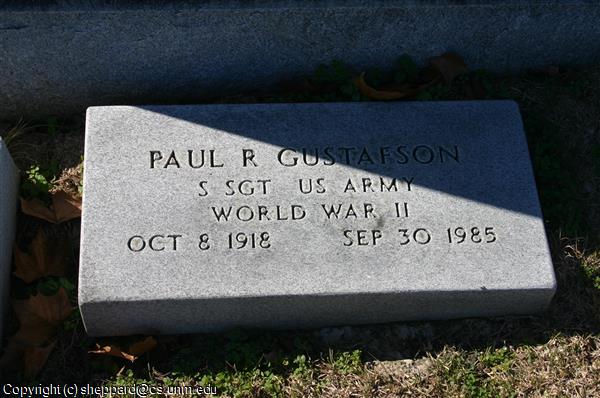 PAUL R GUSTAFSON
S SGT US ARMY
WORLD WAR II
OCT 8 1918 SEP 30 1985
Copyright (c) sheppard@cs.unm.edu